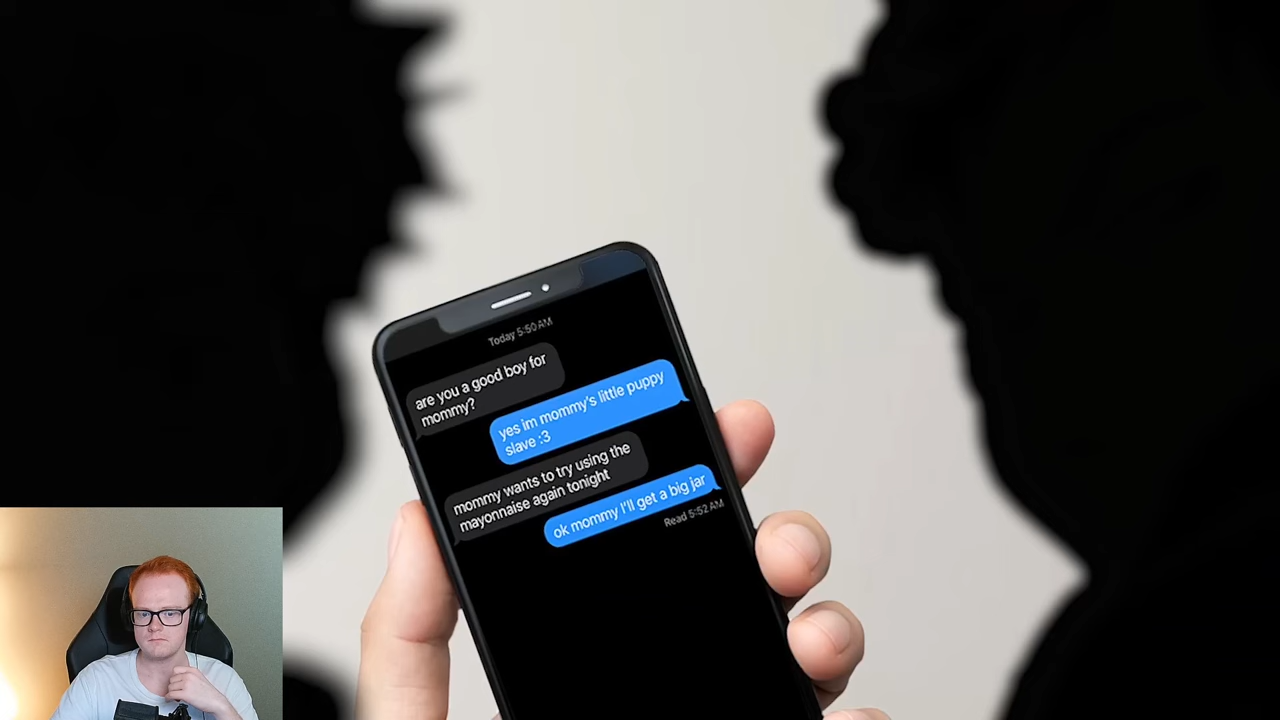 Today 5:50 AM
are you a good boy for
mommy?
yes im mommy's little puppy
slave :3
mommy wants to try using the
mayonnaise again tonight
ok mommy I'll get a big jar
Read 5:52 AM